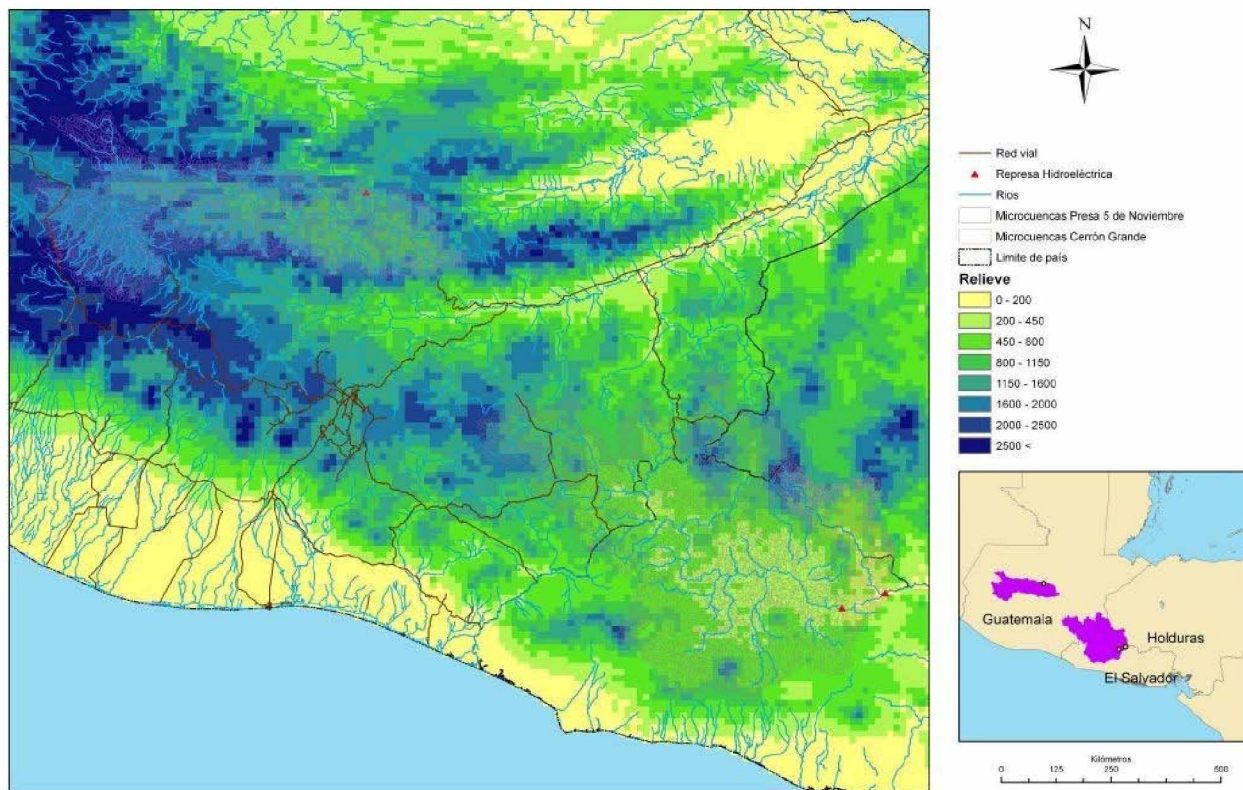 N
Red vial
Represa Hidroeléctrica
Ríos
Microcuencas Presa 5 de Noviembre
Microcuencas Cerrón Grande
Limite de país
Relieve
0 - 200
200 - 450
450 - 800
800 - 1150
1150 - 1600
1600 - 2000
2000 - 2500
2500 <
Guatemala
Holduras
El Salvador
Kilómetros
0 125 250 500